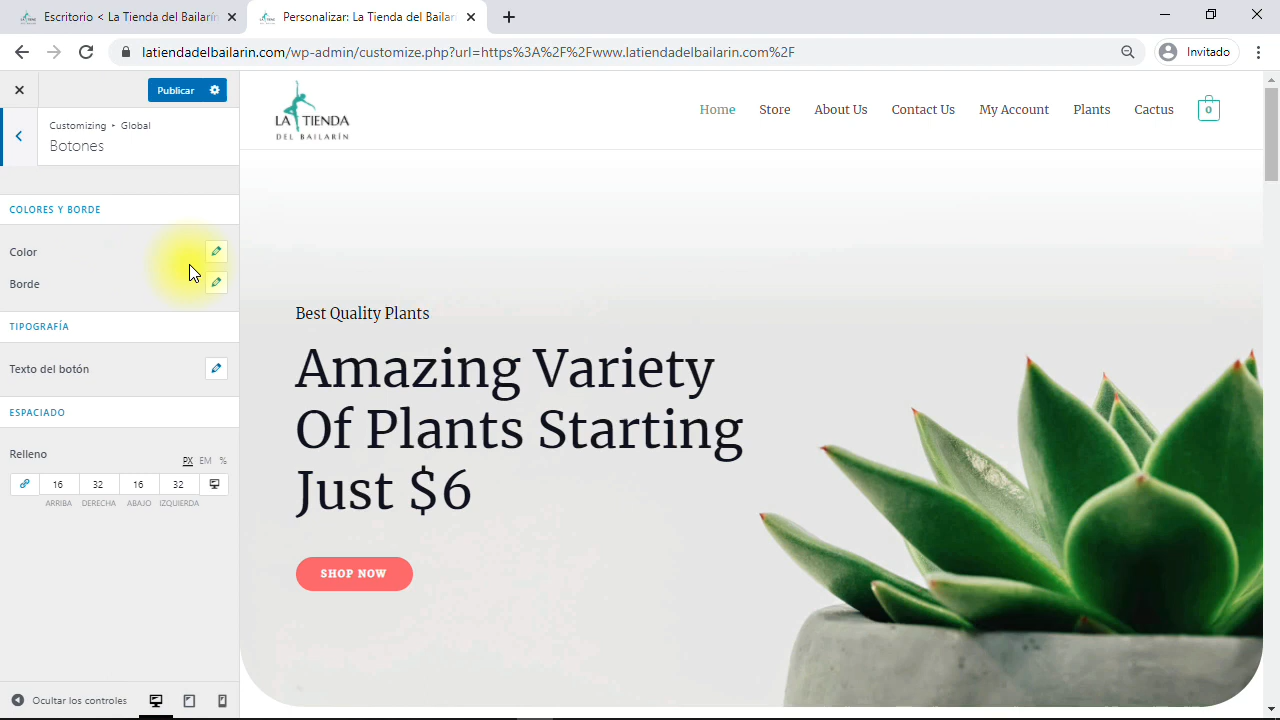 Escritorio < La Tienda del Bailarín
Personalizar: La Tienda del Bailar
latiendadelbailarin.com/wp-admin/customize.php?url=https%3A%2F%2Fwww.latiendadelbailarin.com%2F
Invitado
Publicar
Customizing ▸ Global
Botones
COLORES Y BORDE
Color
Borde
TIPOGRAFÍA
Texto del botón
ESPACIADO
Relleno
PX EM %
16 32 16 32
ARRIBA DERECHA ABAJO IZQUIERDA
Ocultar los controles
LA TIENDA
DEL BAILARÍN
Home Store About Us Contact Us My Account Plants Cactus 0
Best Quality Plants
Amazing Variety
Of Plants Starting
Just $6
SHOP NOW